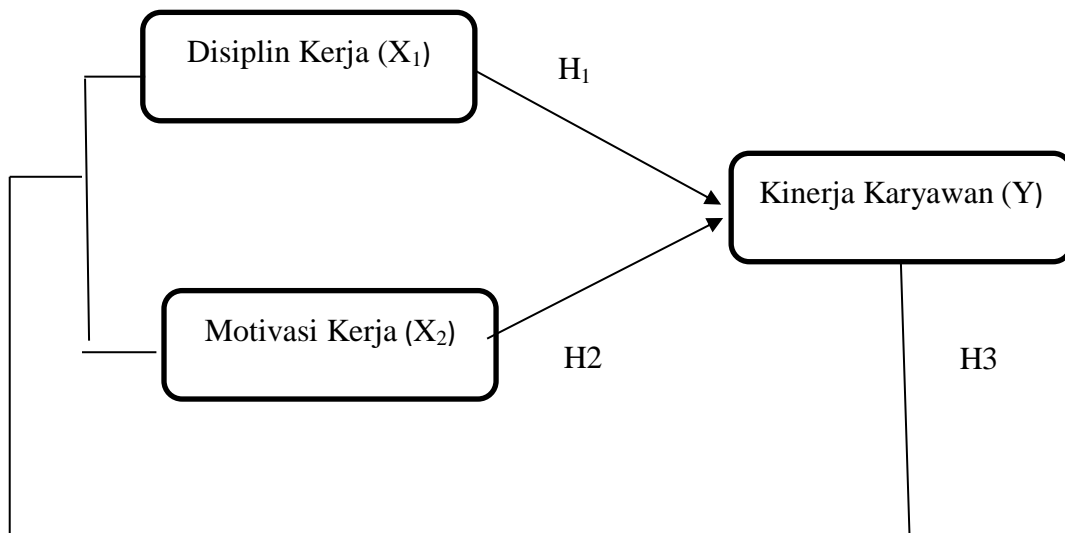 Disiplin Kerja (X₁)
H₁
Kinerja Karyawan (Y)
Motivasi Kerja (X₂)
H2
H3